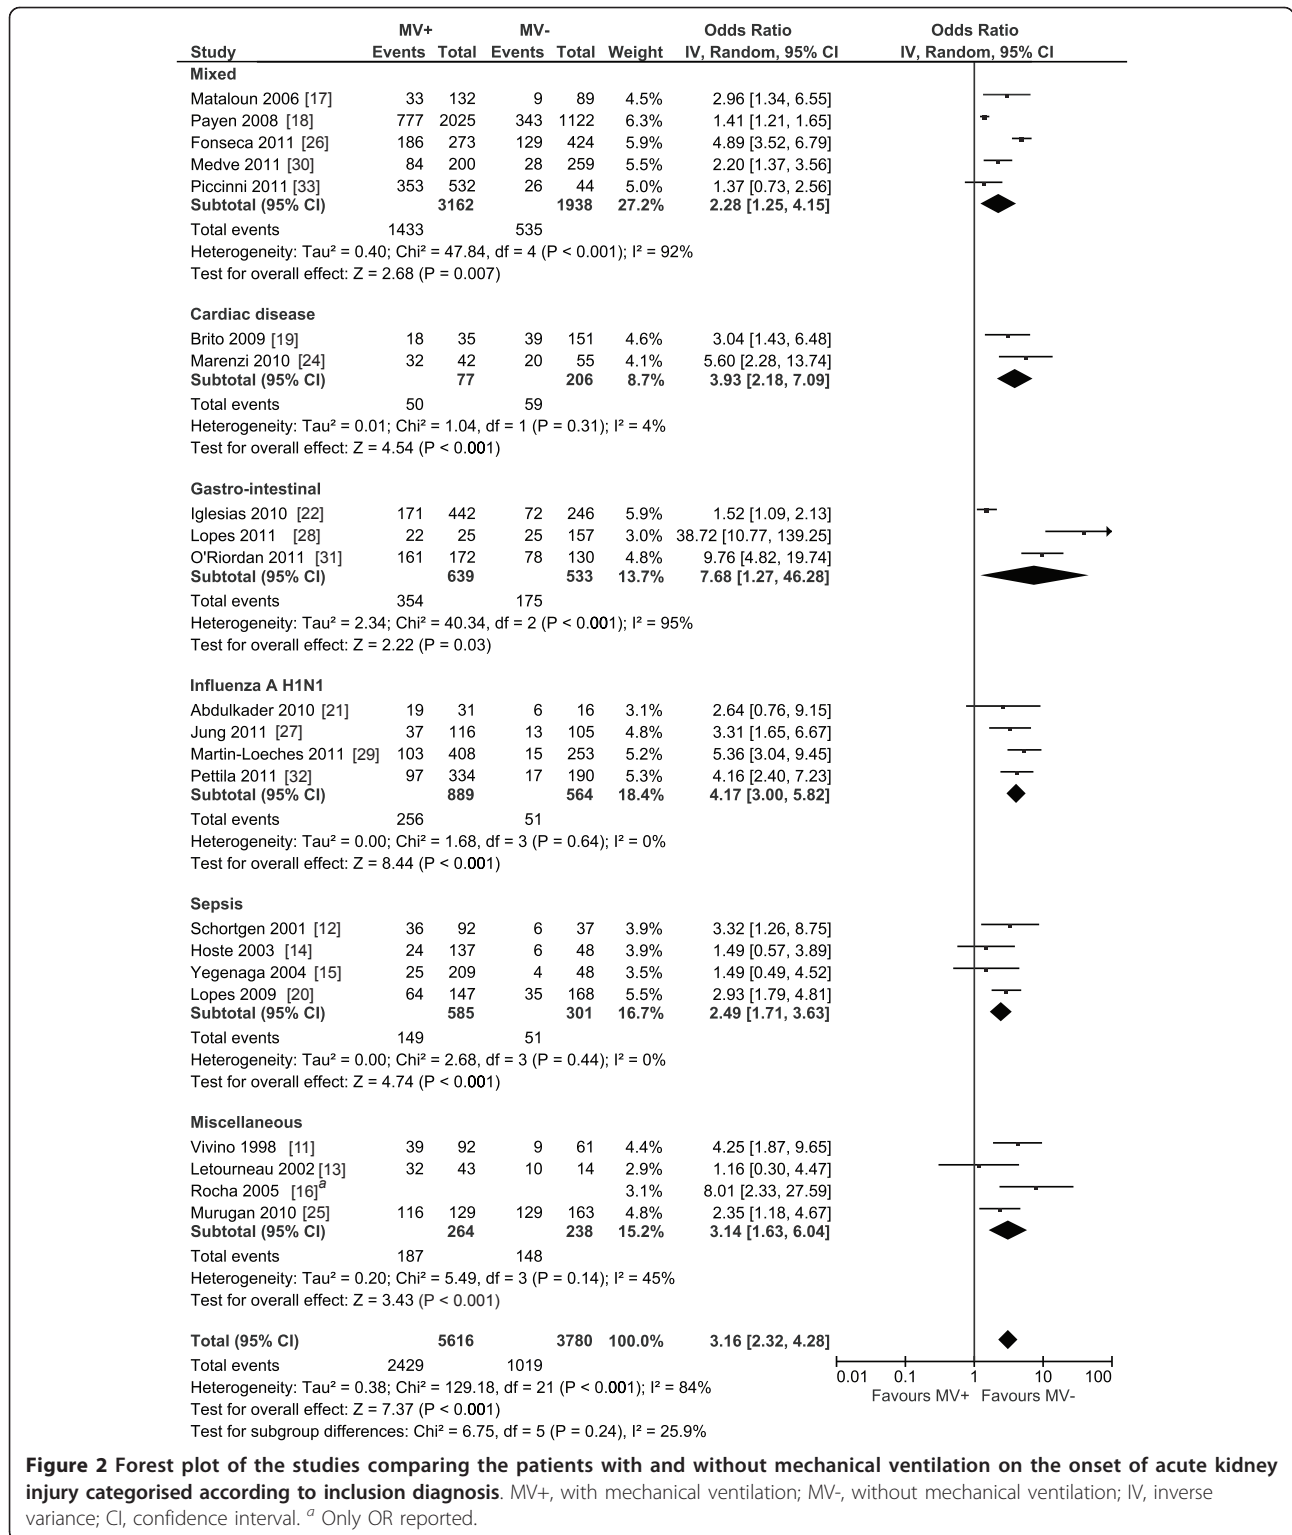 MV+ MV- Odds Ratio Odds Ratio
Study Events Total Events Total Weight IV, Random, 95% CI IV, Random, 95% CI
Mixed
Mataloun 2006 [17] 33 132 9 89 4.5% 2.96 [1.34, 6.55]
Payen 2008 [18] 777 2025 343 1122 6.3% 1.41 [1.21, 1.65]
Fonseca 2011 [26] 186 273 129 424 5.9% 4.89 [3.52, 6.79]
Medve 2011 [30] 84 200 28 259 5.5% 2.20 [1.37, 3.56]
Piccinni 2011 [33] 353 532 26 44 5.0% 1.37 [0.73, 2.56]
Subtotal (95% CI) 3162 1938 27.2% 2.28 [1.25, 4.15]
Total events 1433 535
Heterogeneity: Tau² = 0.40; Chi² = 47.84, df = 4 (P < 0.001); I² = 92%
Test for overall effect: Z = 2.68 (P = 0.007)
Cardiac disease
Brito 2009 [19] 18 35 39 151 4.6% 3.04 [1.43, 6.48]
Marenzi 2010 [24] 32 42 20 55 4.1% 5.60 [2.28, 13.74]
Subtotal (95% CI) 77 206 8.7% 3.93 [2.18, 7.09]
Total events 50 59
Heterogeneity: Tau² = 0.01; Chi² = 1.04, df = 1 (P = 0.31); I² = 4%
Test for overall effect: Z = 4.54 (P < 0.001)
Gastro-intestinal
Iglesias 2010 [22] 171 442 72 246 5.9% 1.52 [1.09, 2.13]
Lopes 2011 [28] 22 25 25 157 3.0% 38.72 [10.77, 139.25]
O'Riordan 2011 [31] 161 172 78 130 4.8% 9.76 [4.82, 19.74]
Subtotal (95% CI) 639 533 13.7% 7.68 [1.27, 46.28]
Total events 354 175
Heterogeneity: Tau² = 2.34; Chi² = 40.34, df = 2 (P < 0.001); I² = 95%
Test for overall effect: Z = 2.22 (P = 0.03)
Influenza A H1N1
Abdulkader 2010 [21] 19 31 6 16 3.1% 2.64 [0.76, 9.15]
Jung 2011 [27] 37 116 13 105 4.8% 3.31 [1.65, 6.67]
Martin-Loeches 2011 [29] 103 408 15 253 5.2% 5.36 [3.04, 9.45]
Pettila 2011 [32] 97 334 17 190 5.3% 4.16 [2.40, 7.23]
Subtotal (95% CI) 889 564 18.4% 4.17 [3.00, 5.82]
Total events 256 51
Heterogeneity: Tau² = 0.00; Chi² = 1.68, df = 3 (P = 0.64); I² = 0%
Test for overall effect: Z = 8.44 (P < 0.001)
Sepsis
Schortgen 2001 [12] 36 92 6 37 3.9% 3.32 [1.26, 8.75]
Hoste 2003 [14] 24 137 6 48 3.9% 1.49 [0.57, 3.89]
Yegenaga 2004 [15] 25 209 4 48 3.5% 1.49 [0.49, 4.52]
Lopes 2009 [20] 64 147 35 168 5.5% 2.93 [1.79, 4.81]
Subtotal (95% CI) 585 301 16.7% 2.49 [1.71, 3.63]
Total events 149 51
Heterogeneity: Tau² = 0.00; Chi² = 2.68, df = 3 (P = 0.44); I² = 0%
Test for overall effect: Z = 4.74 (P < 0.001)
Miscellaneous
Vivino 1998 [11] 39 92 9 61 4.4% 4.25 [1.87, 9.65]
Letourneau 2002 [13] 32 43 10 14 2.9% 1.16 [0.30, 4.47]
Rocha 2005 [16]a 3.1% 8.01 [2.33, 27.59]
Murugan 2010 [25] 116 129 129 163 4.8% 2.35 [1.18, 4.67]
Subtotal (95% CI) 264 238 15.2% 3.14 [1.63, 6.04]
Total events 187 148
Heterogeneity: Tau² = 0.20; Chi² = 5.49, df = 3 (P = 0.14); I² = 45%
Test for overall effect: Z = 3.43 (P < 0.001)
Total (95% CI) 5616 3780 100.0% 3.16 [2.32, 4.28]
Total events 2429 1019
Heterogeneity: Tau² = 0.38; Chi² = 129.18, df = 21 (P < 0.001); I² = 84%
Test for overall effect: Z = 7.37 (P < 0.001)
Test for subgroup differences: Chi² = 6.75, df = 5 (P = 0.24), I² = 25.9%
0.01 0.1 1 10 100
Favours MV+ Favours MV-
Figure 2 Forest plot of the studies comparing the patients with and without mechanical ventilation on the onset of acute kidney
injury categorised according to inclusion diagnosis. MV+, with mechanical ventilation; MV-, without mechanical ventilation; IV, inverse
variance; CI, confidence interval. a Only OR reported.